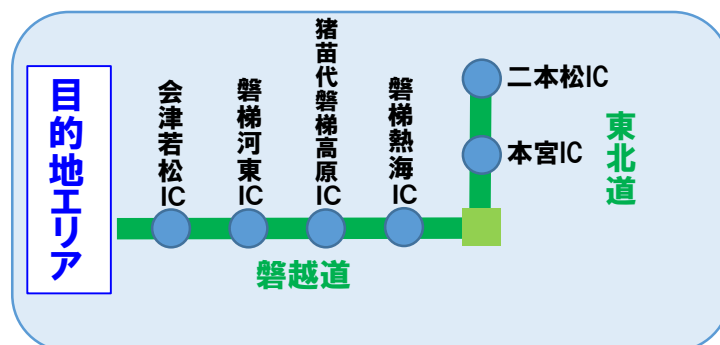 目的地エリア
会津若松IC
磐梯河東IC
猪苗代磐梯高原IC
磐梯熱海IC
二本松IC
本宮IC
東北道
磐越道